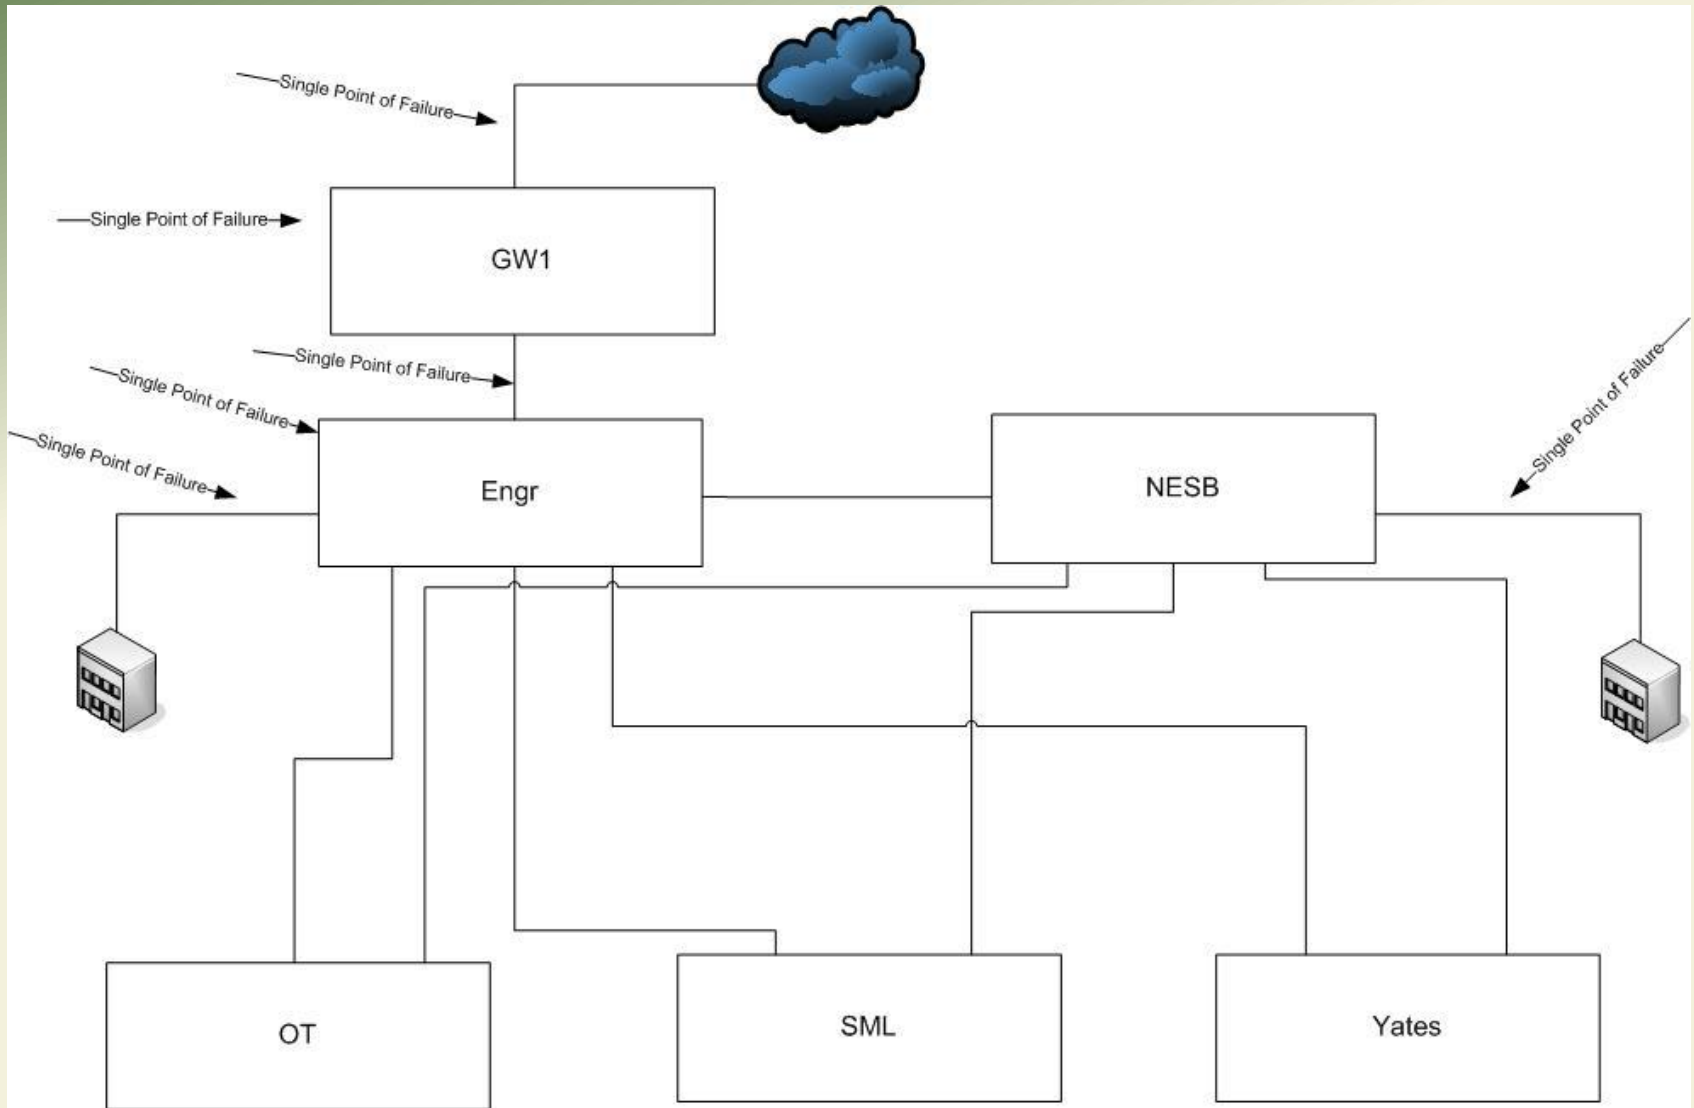 Single Point of Failure
Single Point of Failure
GW1
Single Point of Failure
Single Point of Failure
Single Point of Failure
Single Point of Failure
Engr
NESB
OT
SML
Yates